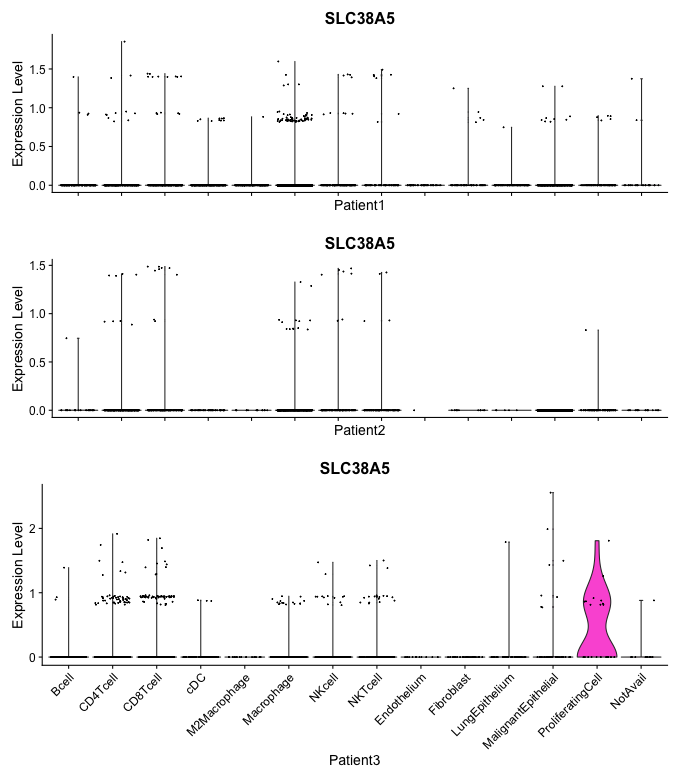 SLC38A5
Expression Level
1.5
1.0
0.5
0.0
Patient1
SLC38A5
Expression Level
1.5
1.0
0.5
0.0
Patient2
SLC38A5
Expression Level
2
1
0
Bcell
CD4Tcell
CD8Tcell
cDC
M2Macrophage
Macrophage
NKcell
NKTcell
Endothelium
Fibroblast
LungEpithelium
MalignantEpithelial
ProliferatingCell
NotAvail
Patient3